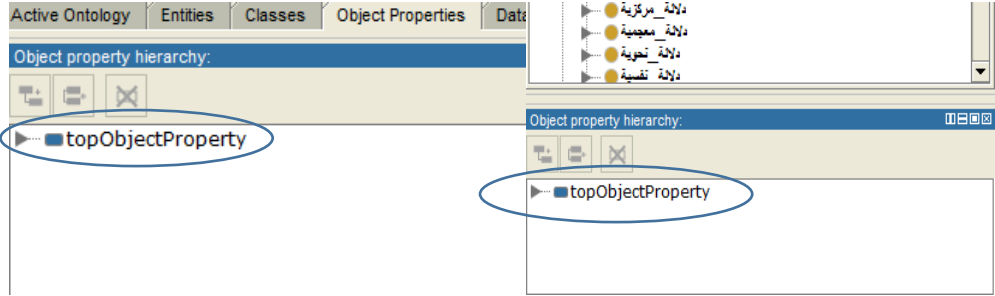 Active Ontology Entities Classes Object Properties Data
Object property hierarchy:
topObjectProperty
دلالة_مركزية
دلالة_معجمية
دلالة_نحوية
دلالة_نفسية
Object property hierarchy:
topObjectProperty